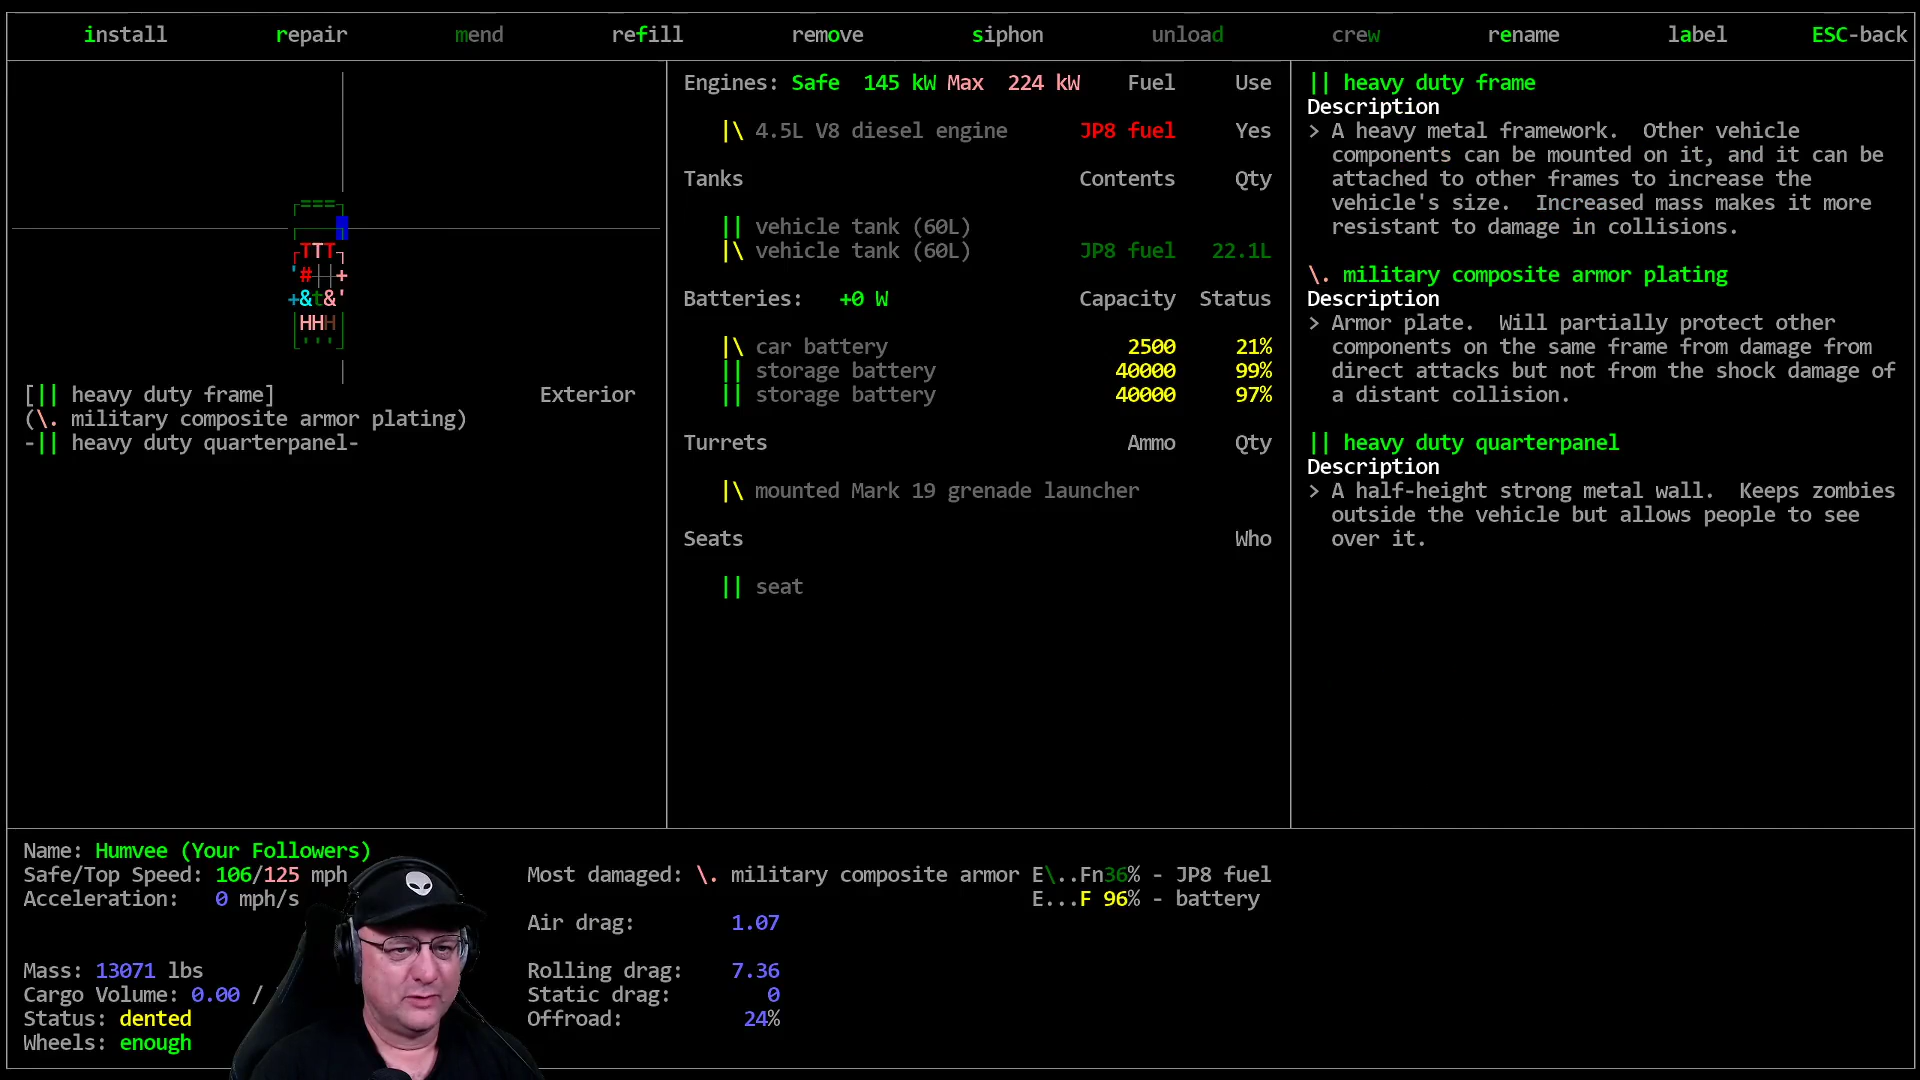 install repair mend refill remove siphon unload crew rename label ESC-back
Engines: Safe 145 kW Max 224 kW Fuel Use
|\ 4.5L V8 diesel engine JP8 fuel Yes
Tanks Contents Qty
|| vehicle tank (60L)
|\ vehicle tank (60L) JP8 fuel 22.1L
Batteries: +0 W Capacity Status
|\ car battery 2500 21%
|| storage battery 40000 99%
|| storage battery 40000 97%
Turrets Ammo Qty
|\ mounted Mark 19 grenade launcher
Seats Who
|| seat
|| heavy duty frame
Description
> A heavy metal framework. Other vehicle
components can be mounted on it, and it can be
attached to other frames to increase the
vehicle's size. Increased mass makes it more
resistant to damage in collisions.
\. military composite armor plating
Description
> Armor plate. Will partially protect other
components on the same frame from damage from
direct attacks but not from the shock damage of
a distant collision.
|| heavy duty quarterpanel
Description
> A half-height strong metal wall. Keeps zombies
outside the vehicle but allows people to see
over it.
===
TTT
'#+
+&t&'
HHH
'''
[|| heavy duty frame] Exterior
(\. military composite armor plating)
-|| heavy duty quarterpanel-
Name: Humvee (Your Followers)
Safe/Top Speed: 106/125 mph
Acceleration: 0 mph/s
Mass: 13071 lbs
Cargo Volume: 0.00 /
Status: dented
Wheels: enough
Most damaged: \. military composite armor
Air drag: 1.07
Rolling drag: 7.36
Static drag: 0
Offroad: 24%
E\..Fn36% - JP8 fuel
E...F 96% - battery